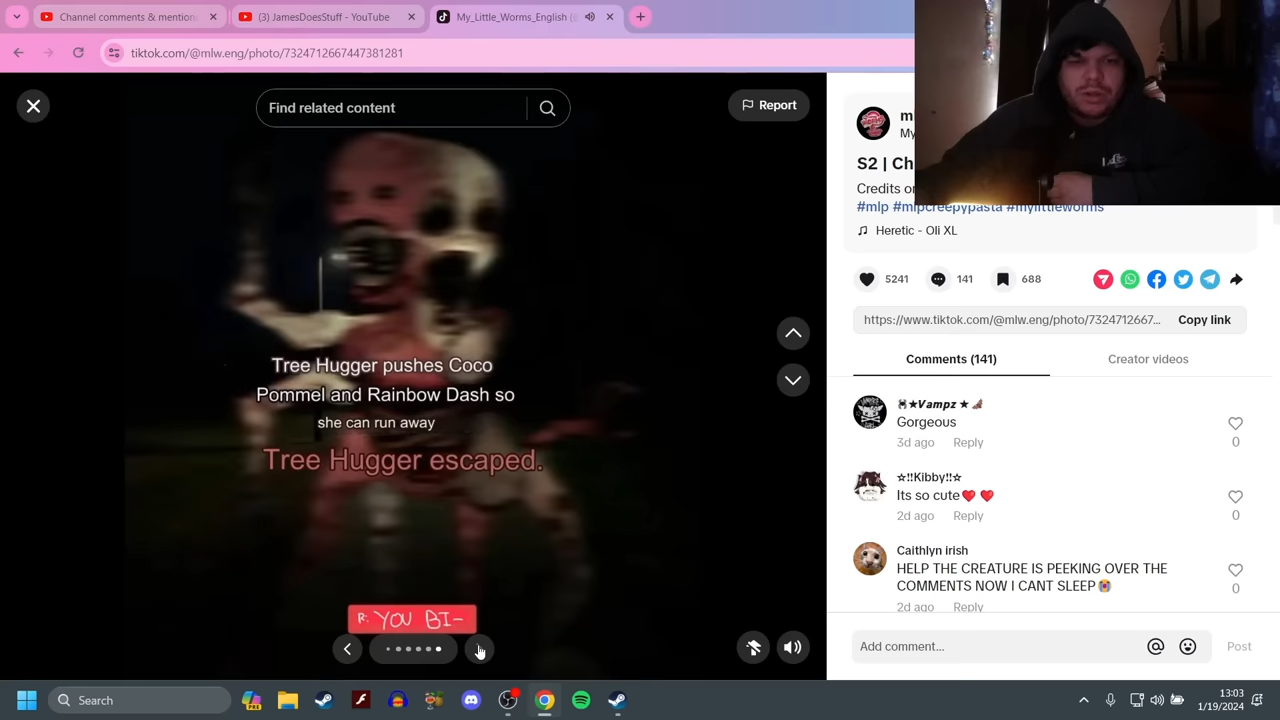 Channel comments & mention
(3) JamesDoesStuff - YouTube
My_Little_Worms_English (@
tiktok.com/@mlw.eng/photo/7324712667447381281
Find related content
Report
Tree Hugger pushes Coco
Pommel and Rainbow Dash so
she can run away
Tree Hugger escaped.
R: YOU BI-
ml
My
S2 | Ch
Credits o
#mlp #mlpcreepypasta #mylittleworms
Heretic - Oli XL
5241
141
688
https://www.tiktok.com/@mlw.eng/photo/7324712667...
Copy link
Comments (141)
Creator videos
★Vampz★
Gorgeous
3d ago Reply
0
☆!!Kibby!!☆
Its so cute❤️❤️
2d ago Reply
0
Caithlyn irish
HELP THE CREATURE IS PEEKING OVER THE
COMMENTS NOW I CANT SLEEP😭
2d ago Reply
0
Add comment...
Post
Search
PRE
13:03
1/19/2024